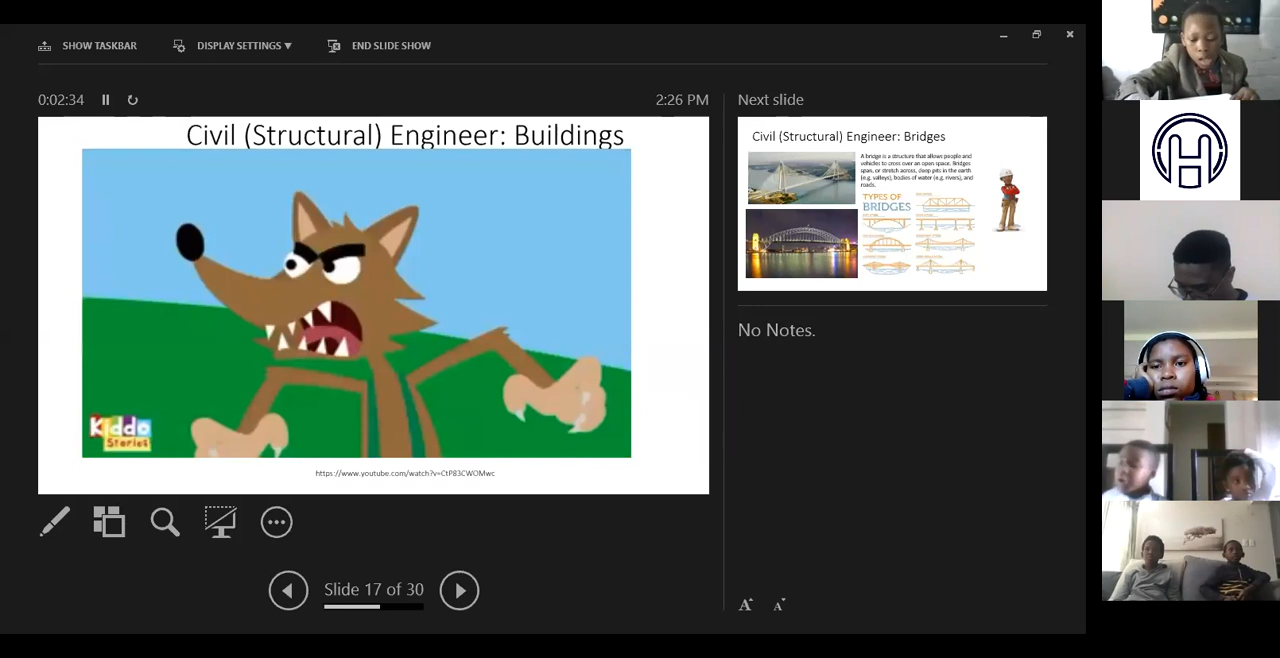 SHOW TASKBAR
DISPLAY SETTINGS ▼
END SLIDE SHOW
0:02:34
2:26 PM
Next slide
Civil (Structural) Engineer: Buildings
Kiddo
Stories
https://www.youtube.com/watch?v=CtP83CWOMwc
Civil (Structural) Engineer: Bridges
A bridge is a structure that allows people and
vehicles to cross over an open space. Bridges
span, or stretch across, deep pits in the earth
(e.g. valleys), bodies of water (e.g. rivers), and
roads.
TYPES OF
BRIDGES
No Notes.
Slide 17 of 30
A A
H